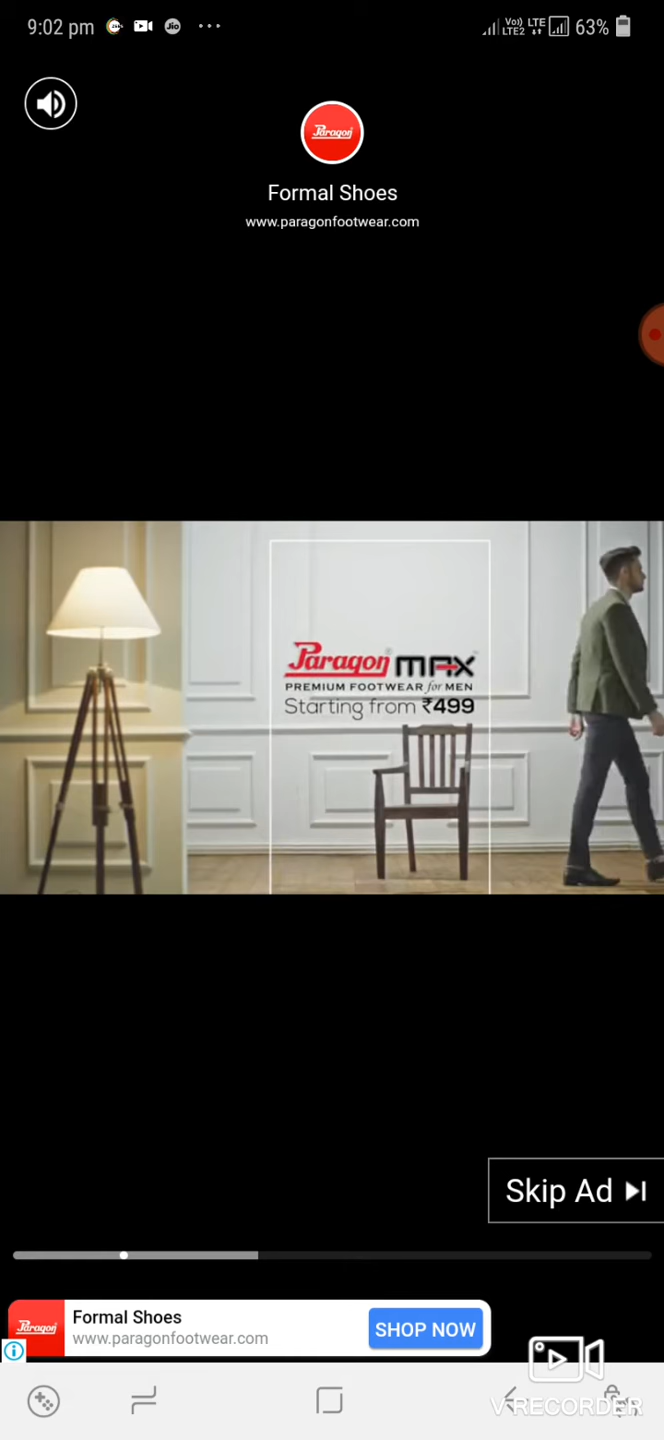 9:02 pm Jio ••• Vo)) LTE LTE2 63%
Paragon
Formal Shoes
www.paragonfootwear.com
Paragon MAX
PREMIUM FOOTWEAR for MEN
Starting from ₹499
Skip Ad
Paragon
Formal Shoes
www.paragonfootwear.com
SHOP NOW
V RECORDER